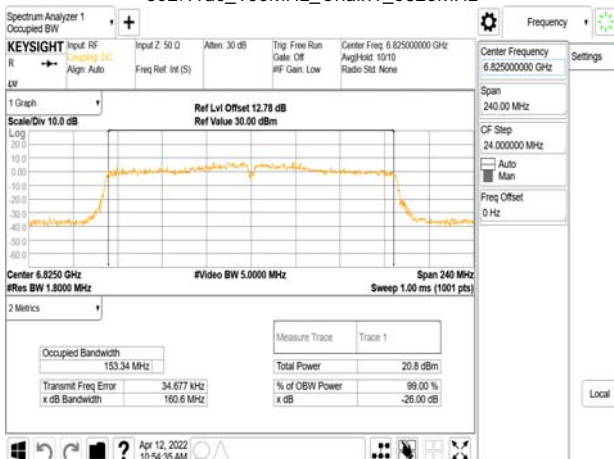 Spectrum Analyzer 1
Occupied BW
+
Frequency
KEYSIGHT
R
LXI
Input: RF
Coupling: DC
Align: Auto
Input Z: 50 Ω
Freq Ref: Int (S)
Atten: 30 dB
Trig: Free Run
Gate: Off
#IF Gain: Low
Center Freq: 6.825000000 GHz
Avg|Hold: 10/10
Radio Std: None
Center Frequency
6.825000000 GHz
Settings
Span
240.00 MHz
CF Step
24.000000 MHz
Auto
Man
Freq Offset
0 Hz
Local
1 Graph
Scale/Div 10.0 dB
Ref Lvl Offset 12.78 dB
Ref Value 30.00 dBm
Log
20.0
10.0
0.00
-10.0
-20.0
-30.0
-40.0
-50.0
-60.0
Center 6.8250 GHz
#Res BW 1.8000 MHz
#Video BW 5.0000 MHz
Span 240 MHz
Sweep 1.00 ms (1001 pts)
2 Metrics
Measure Trace
Trace 1
Occupied Bandwidth
153.34 MHz
Total Power
20.8 dBm
Transmit Freq Error
34.677 kHz
% of OBW Power
99.00 %
x dB Bandwidth
160.6 MHz
x dB
-26.00 dB
?
Apr 12, 2022
10:54:35 AM